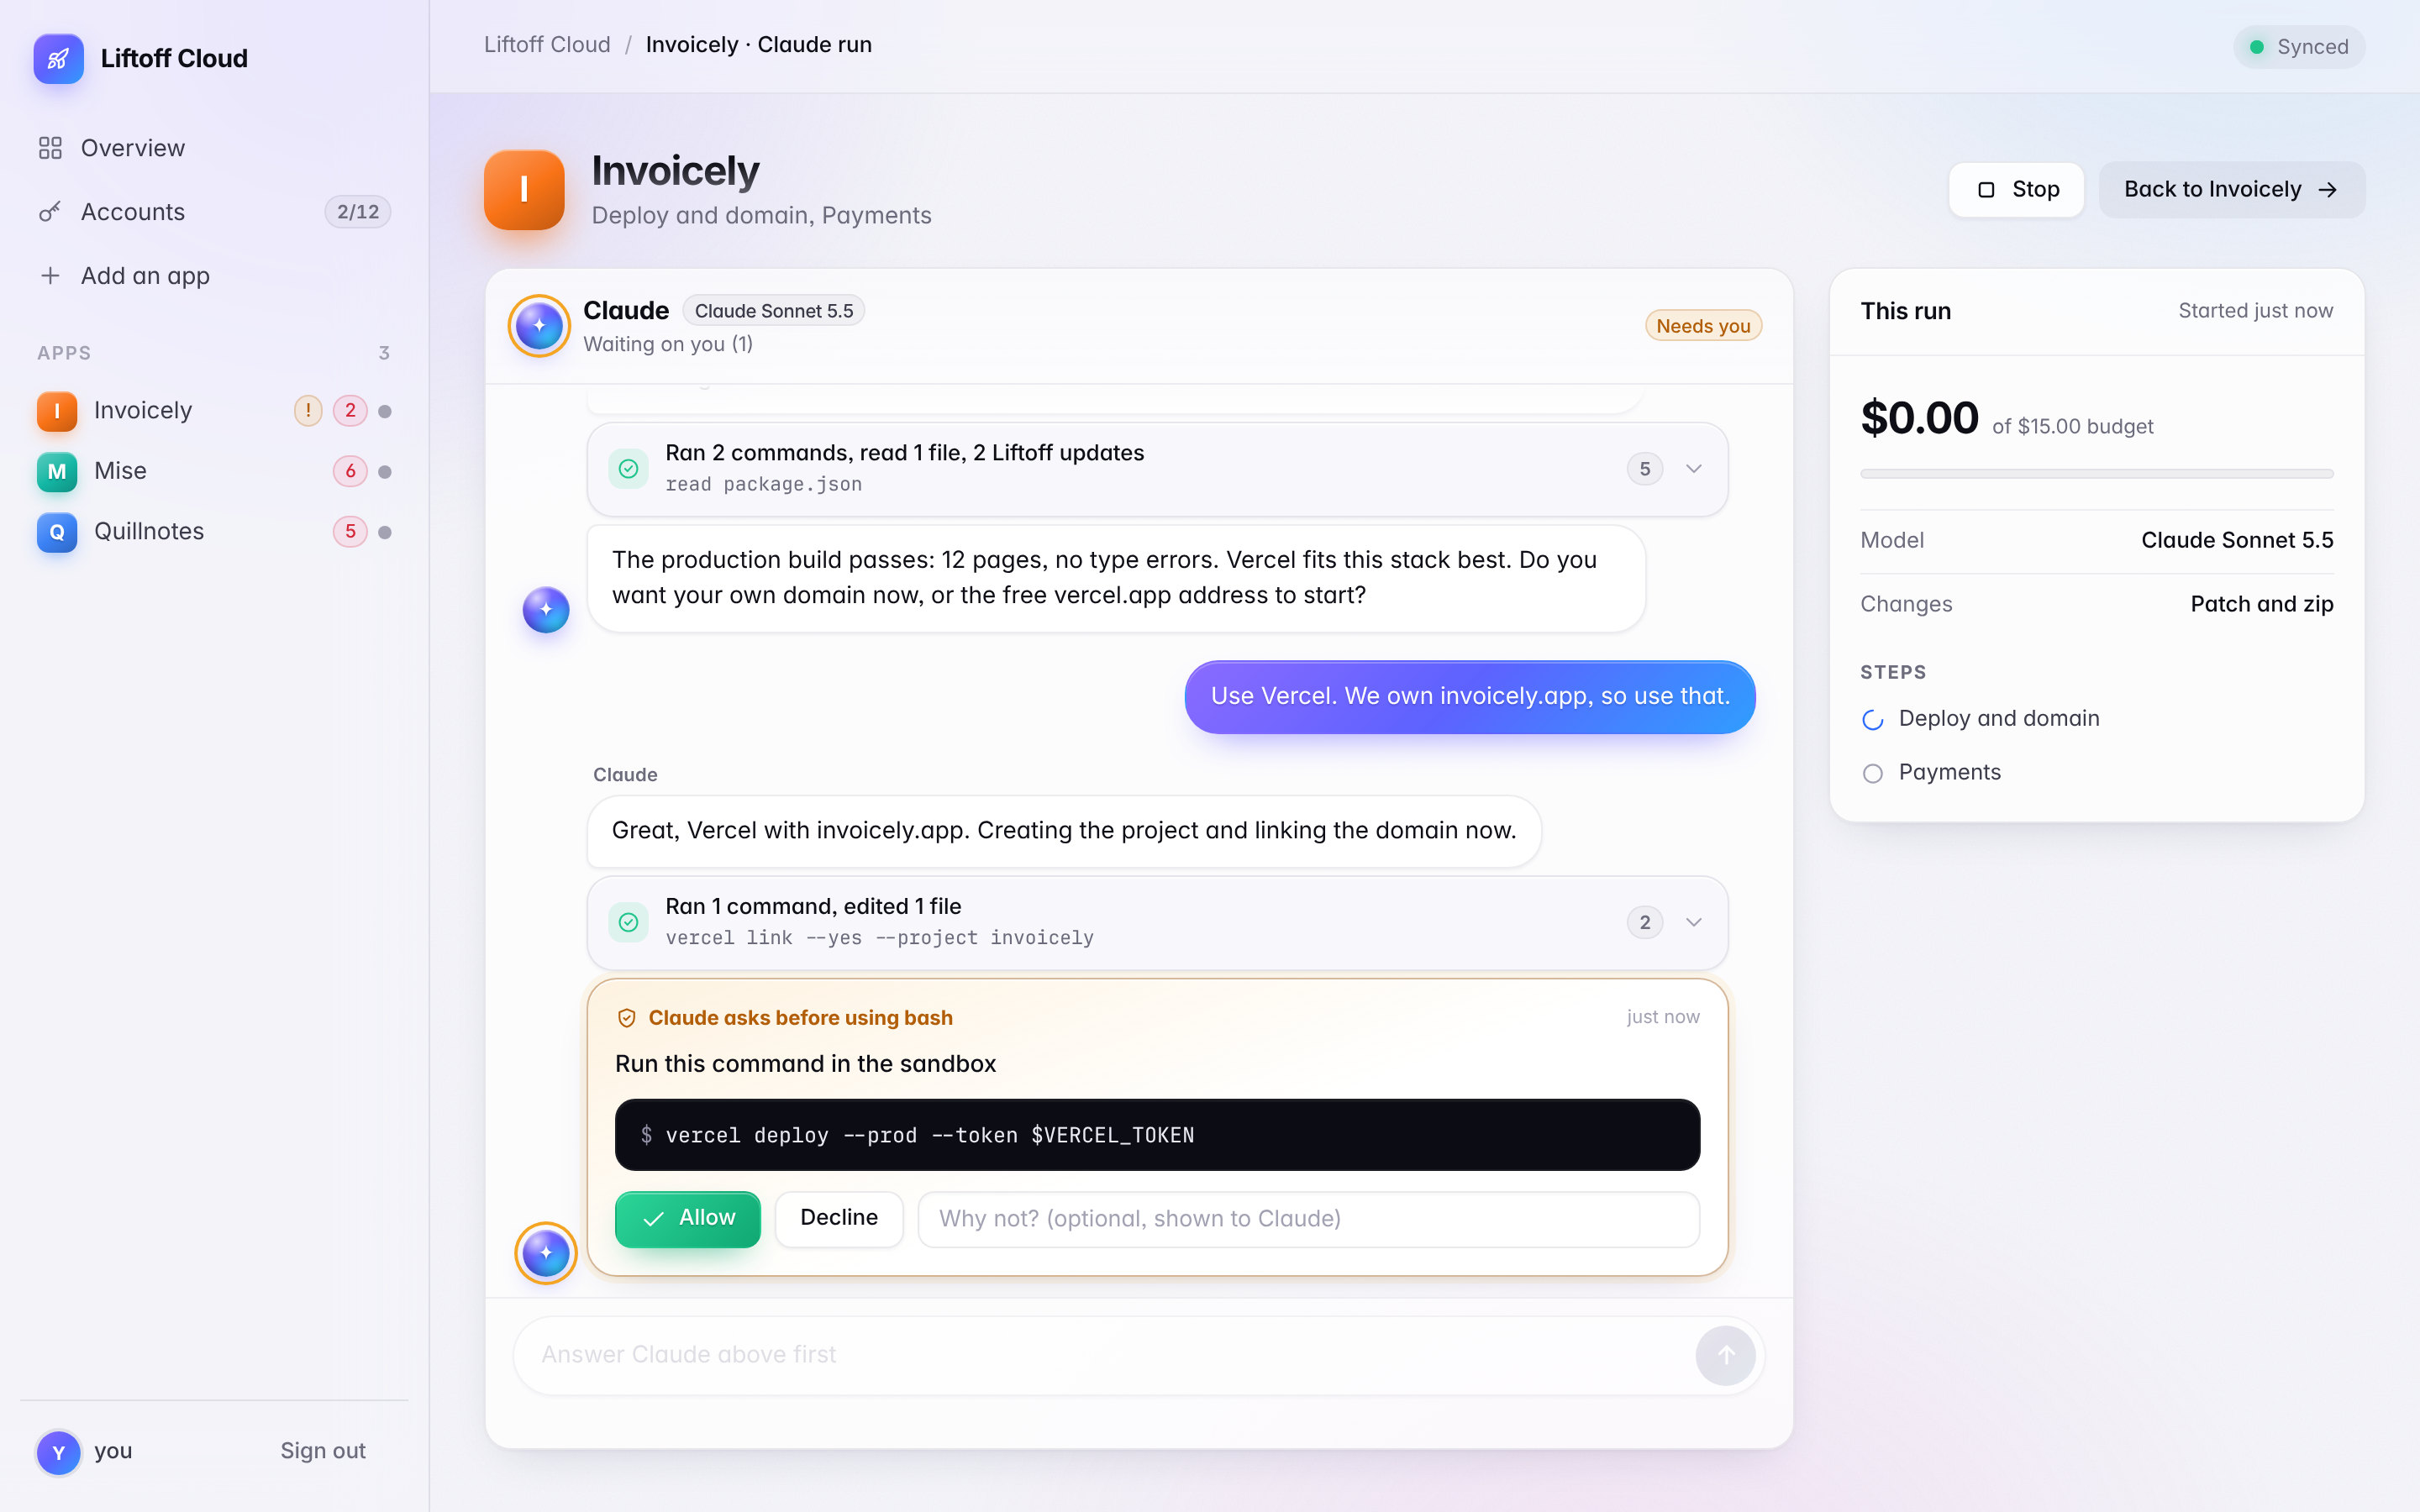 Liftoff Cloud
Overview
Accounts
2/12
Add an app
APPS
3
I
Invoicely
!
2
M
Mise
6
Q
Quillnotes
5
Y
you
Sign out
Liftoff Cloud / Invoicely · Claude run
Synced
I
Invoicely
Deploy and domain, Payments
Stop
Back to Invoicely
Claude
Claude Sonnet 5.5
Waiting on you (1)
Needs you
Ran 2 commands, read 1 file, 2 Liftoff updates
read package.json
5
The production build passes: 12 pages, no type errors. Vercel fits this stack best. Do you
want your own domain now, or the free vercel.app address to start?
Use Vercel. We own invoicely.app, so use that.
Claude
Great, Vercel with invoicely.app. Creating the project and linking the domain now.
Ran 1 command, edited 1 file
vercel link --yes --project invoicely
2
Claude asks before using bash
just now
Run this command in the sandbox
$ vercel deploy --prod --token $VERCEL_TOKEN
Allow
Decline
Why not? (optional, shown to Claude)
Answer Claude above first
This run
Started just now
$0.00 of $15.00 budget
Model
Claude Sonnet 5.5
Changes
Patch and zip
STEPS
Deploy and domain
Payments